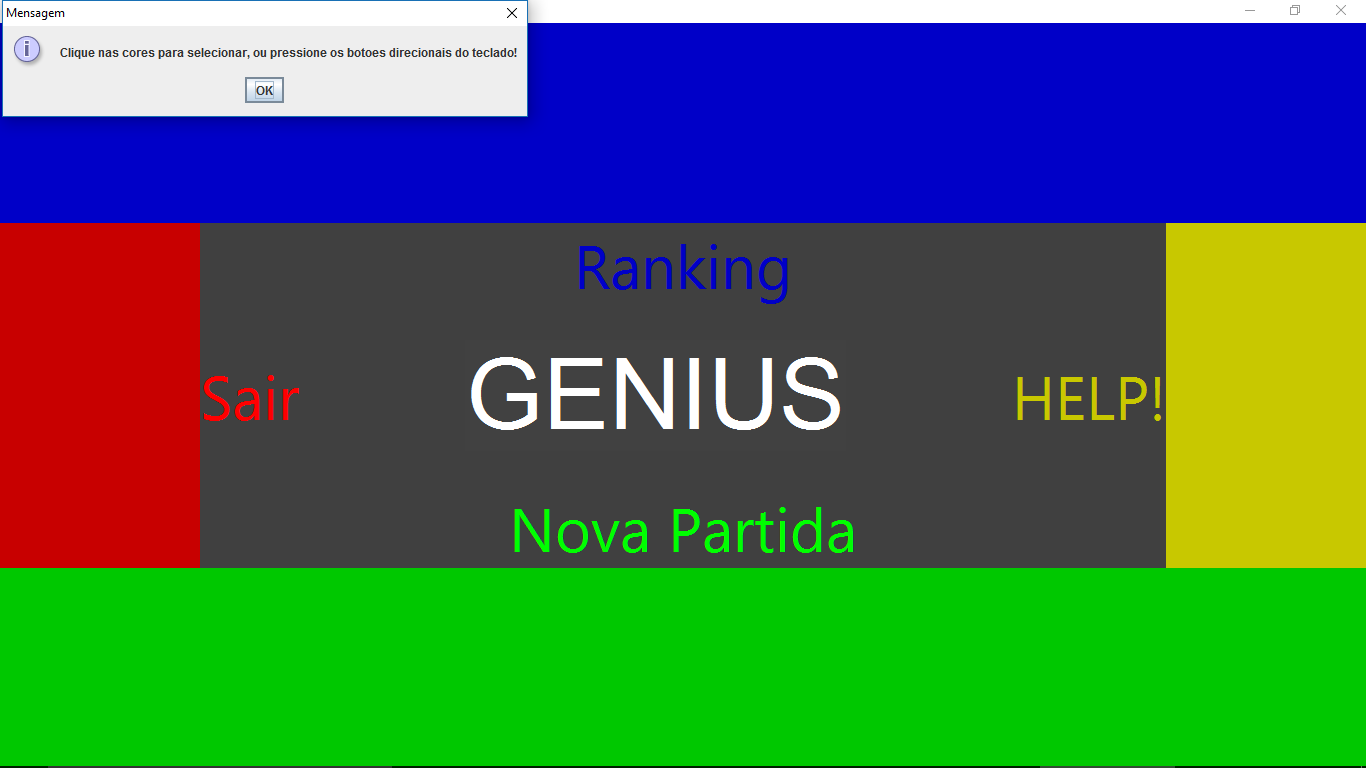 Mensagem
Clique nas cores para selecionar, ou pressione os botoes direcionais do teclado!
OK
Ranking
Sair
GENIUS
HELP!
Nova Partida